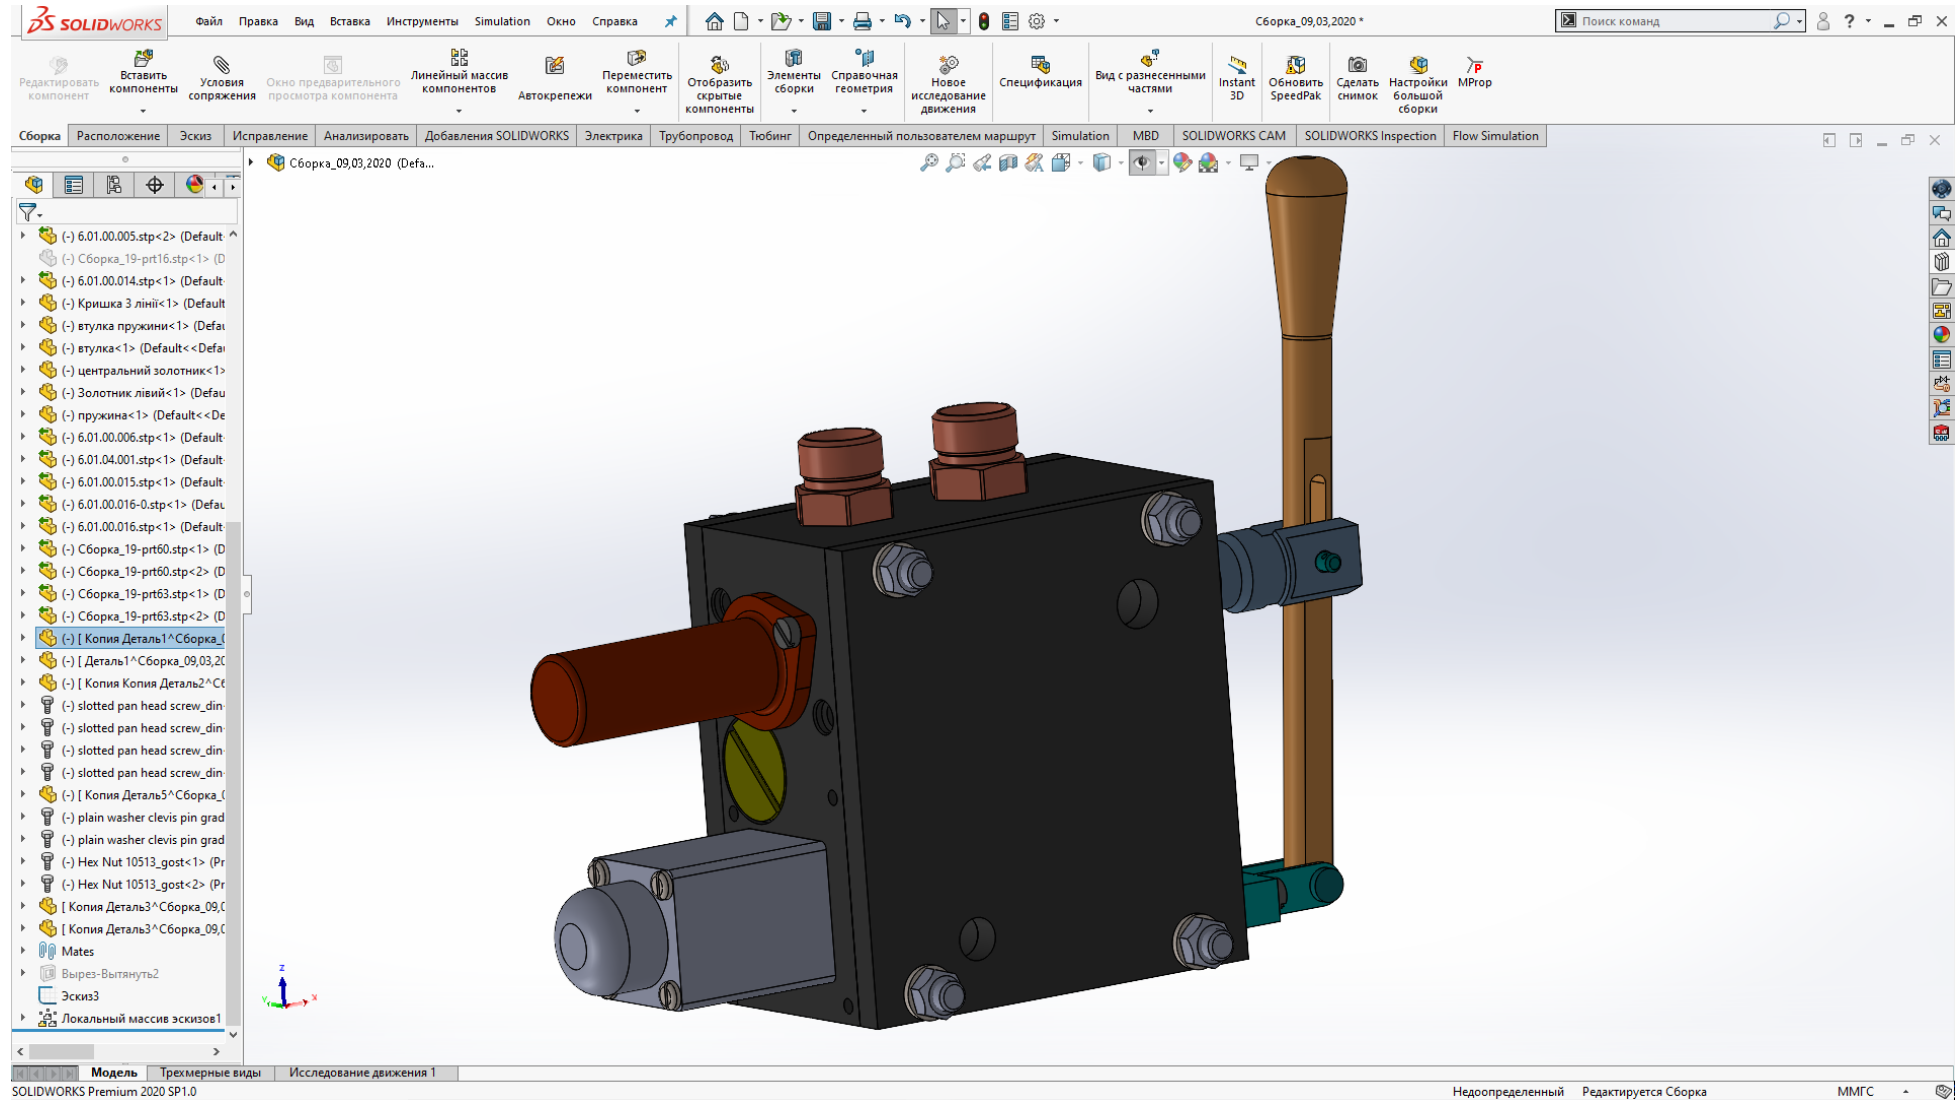 SOLIDWORKS
Файл Правка Вид Вставка Инструменты Simulation Окно Справка
Сборка_09,03,2020 *
Поиск команд
Редактировать компонент
Вставить компоненты
Условия сопряжения
Окно предварительного просмотра компонента
Линейный массив компонентов
Автокрепежи
Переместить компонент
Отобразить скрытые компоненты
Элементы сборки
Справочная геометрия
Новое исследование движения
Спецификация
Вид с разнесенными частями
Instant 3D
Обновить SpeedPak
Сделать снимок
Настройки большой сборки
MProp
Сборка Расположение Эскиз Исправление Анализировать Добавления SOLIDWORKS Электрика Трубопровод Тюбинг Определенный пользователем маршрут Simulation MBD SOLIDWORKS CAM SOLIDWORKS Inspection Flow Simulation
Сборка_09,03,2020 (Defa...
(-) 6.01.00.005.stp<2> (Default
(-) Сборка_19-prt16.stp<1> (D
(-) 6.01.00.014.stp<1> (Default
(-) Кришка 3 лінії<1> (Default
(-) втулка пружини<1> (Defau
(-) втулка<1> (Default<<Defau
(-) центральний золотник<1>
(-) Золотник лівий<1> (Defau
(-) пружина<1> (Default<<De
(-) 6.01.00.006.stp<1> (Default
(-) 6.01.04.001.stp<1> (Default
(-) 6.01.00.015.stp<1> (Default
(-) 6.01.00.016-0.stp<1> (Defau
(-) 6.01.00.016.stp<1> (Default
(-) Сборка_19-prt60.stp<1> (D
(-) Сборка_19-prt60.stp<2> (D
(-) Сборка_19-prt63.stp<1> (D
(-) Сборка_19-prt63.stp<2> (D
(-) [ Копия Деталь1^Сборка_0
(-) [ Деталь1^Сборка_09,03,20
(-) [ Копия Копия Деталь2^Сб
(-) slotted pan head screw_din
(-) slotted pan head screw_din
(-) slotted pan head screw_din
(-) slotted pan head screw_din
(-) [ Копия Деталь5^Сборка_0
(-) plain washer clevis pin grad
(-) plain washer clevis pin grad
(-) Hex Nut 10513_gost<1> (Pr
(-) Hex Nut 10513_gost<2> (Pr
[ Копия Деталь3^Сборка_09,0
[ Копия Деталь3^Сборка_09,0
Mates
Вырез-Вытянуть2
Эскиз3
Локальный массив эскизов1
Z
Y
X
Модель Трехмерные виды Исследование движения 1
SOLIDWORKS Premium 2020 SP1.0
Недоопределенный Редактируется Сборка ММГС